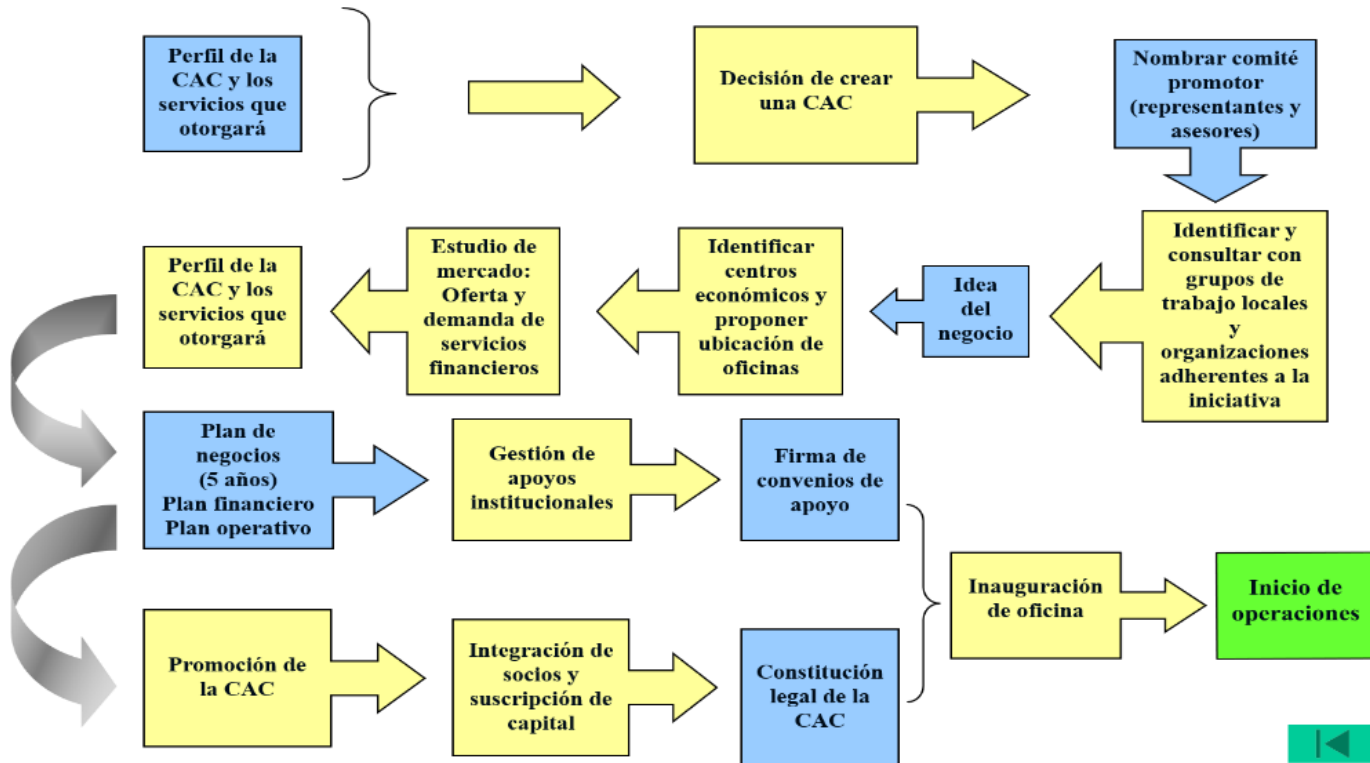 Perfil de la
CAC y los
servicios que
otorgará
Decisión de crear
una CAC
Nombrar comité
promotor
(representantes y
asesores)
Identificar y
consultar con
grupos de
trabajo locales
y
organizaciones
adherentes a la
iniciativa
Idea
del
negocio
Identificar
centros
económicos y
proponer
ubicación de
oficinas
Estudio de
mercado:
Oferta y
demanda de
servicios
financieros
Perfil de la
CAC y los
servicios que
otorgará
Plan de
negocios
(5 años)
Plan financiero
Plan operativo
Gestión de
apoyos
institucionales
Firma de
convenios de
apoyo
Promoción de
la CAC
Integración de
socios y
suscripción de
capital
Constitución
legal de la
CAC
Inauguración
de oficina
Inicio de
operaciones